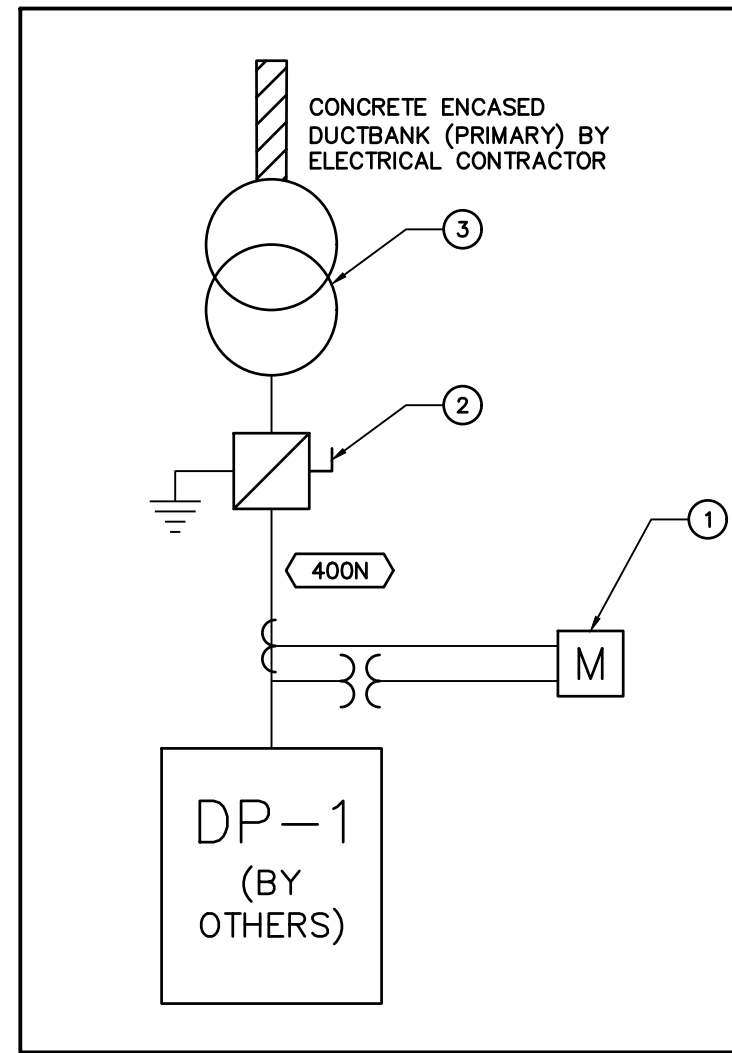 CONCRETE ENCASED
DUCTBANK (PRIMARY) BY
ELECTRICAL CONTRACTOR
3
2
1
400N
M
DP-1
(BY
OTHERS)